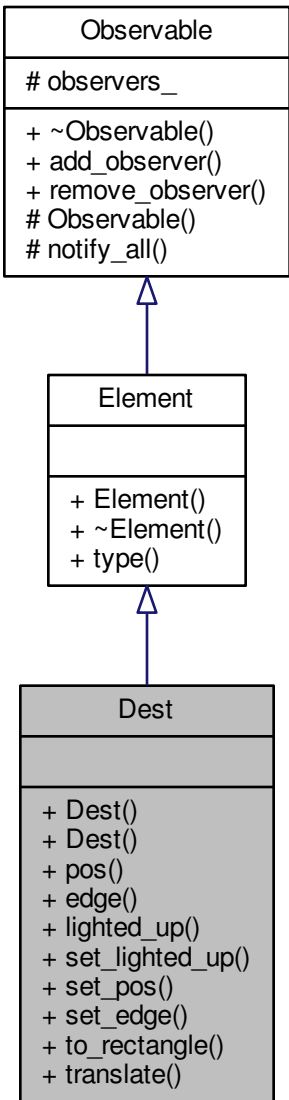 Observable
# observers_
+ ~Observable()
+ add_observer()
+ remove_observer()
# Observable()
# notify_all()
Element
+ Element()
+ ~Element()
+ type()
Dest
+ Dest()
+ Dest()
+ pos()
+ edge()
+ lighted_up()
+ set_lighted_up()
+ set_pos()
+ set_edge()
+ to_rectangle()
+ translate()